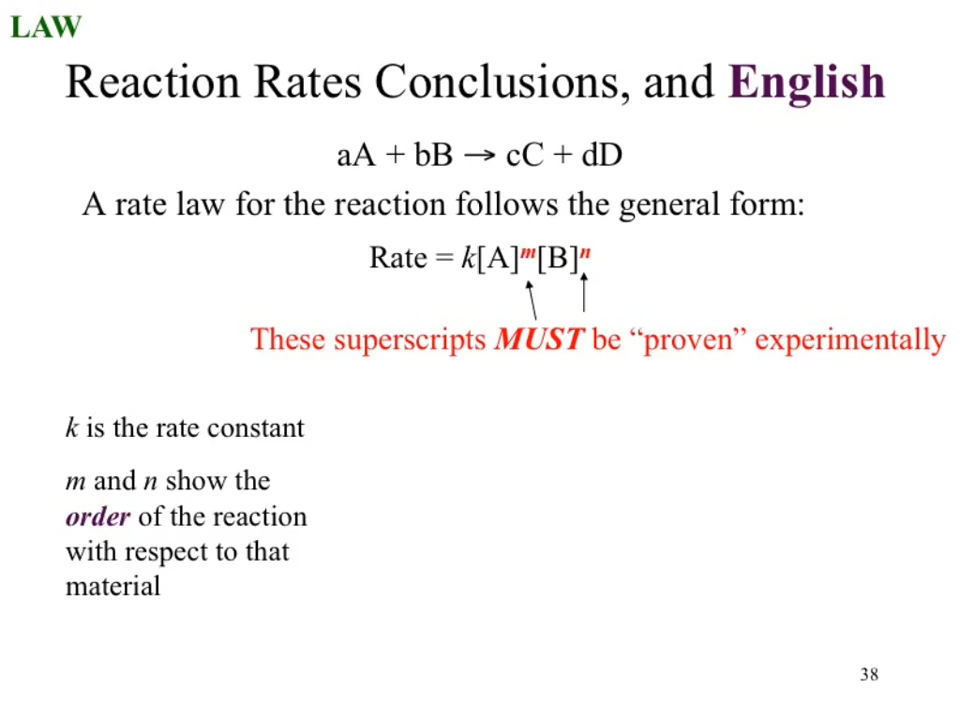 LAW
Reaction Rates Conclusions, and English
aA + bB → cC + dD
A rate law for the reaction follows the general form:
Rate = k[A]ᵐ[B]ⁿ
These superscripts MUST be “proven” experimentally
k is the rate constant
m and n show the
order of the reaction
with respect to that
material
38